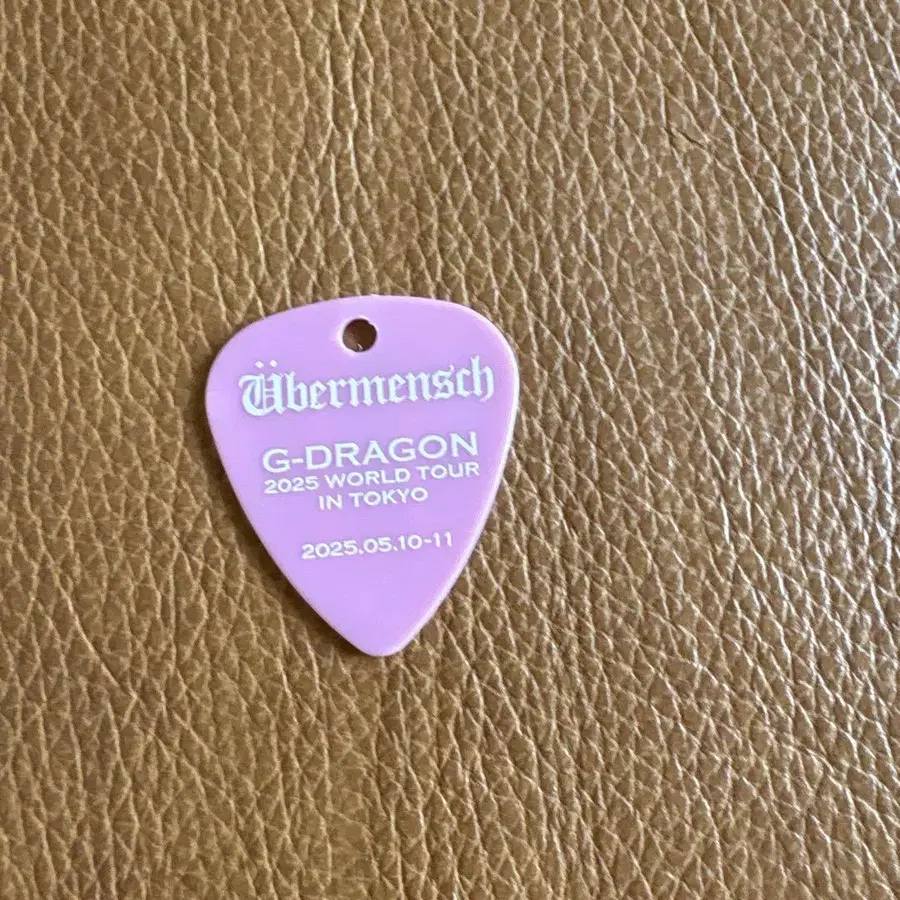 Übermensch
G-DRAGON
2025 WORLD TOUR
IN TOKYO
2025.05.10-11